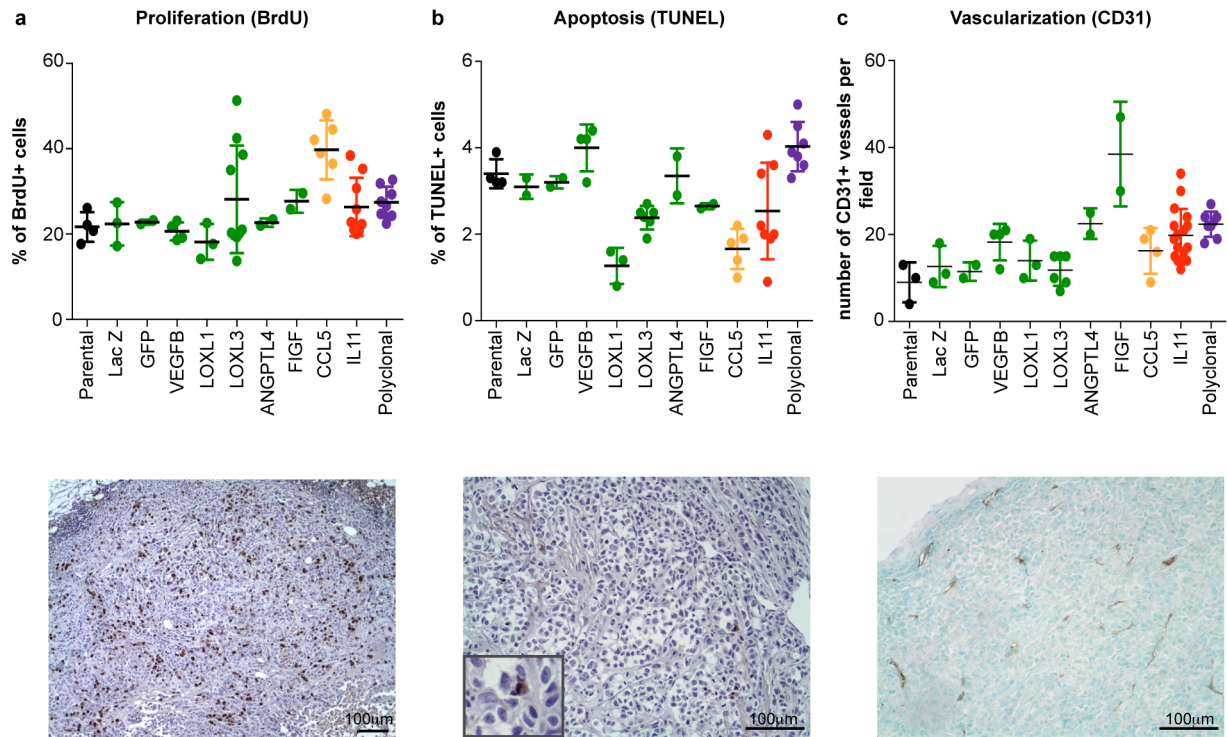 a Proliferation (BrdU)
% of BrdU+ cells
60
40
20
0
Parental
Lac Z
GFP
VEGFB
LOXL1
LOXL3
ANGPTL4
FIGF
CCL5
IL11
Polyclonal
100μm
b Apoptosis (TUNEL)
% of TUNEL+ cells
6
4
2
0
Parental
Lac Z
GFP
VEGFB
LOXL1
LOXL3
ANGPTL4
FIGF
CCL5
IL11
Polyclonal
100μm
c Vascularization (CD31)
number of CD31+ vessels per
field
60
40
20
0
Parental
Lac Z
GFP
VEGFB
LOXL1
LOXL3
ANGPTL4
FIGF
CCL5
IL11
Polyclonal
100μm